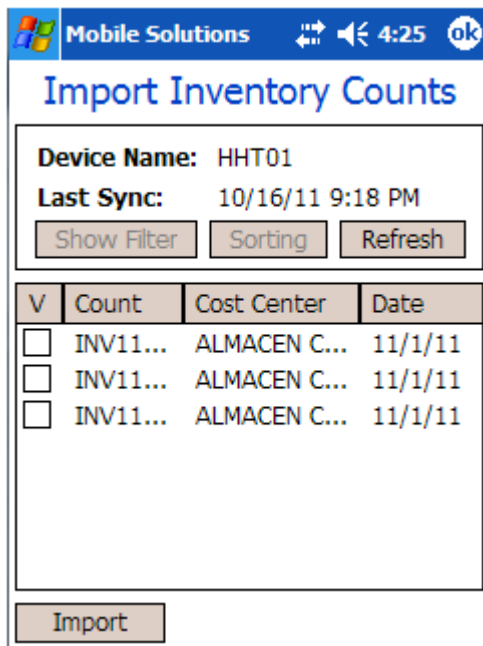 Mobile Solutions 4:25 ok
Import Inventory Counts
Device Name: HHT01
Last Sync: 10/16/11 9:18 PM
Show Filter Sorting Refresh
V Count Cost Center Date
INV11... ALMACEN C... 11/1/11
INV11... ALMACEN C... 11/1/11
INV11... ALMACEN C... 11/1/11
Import